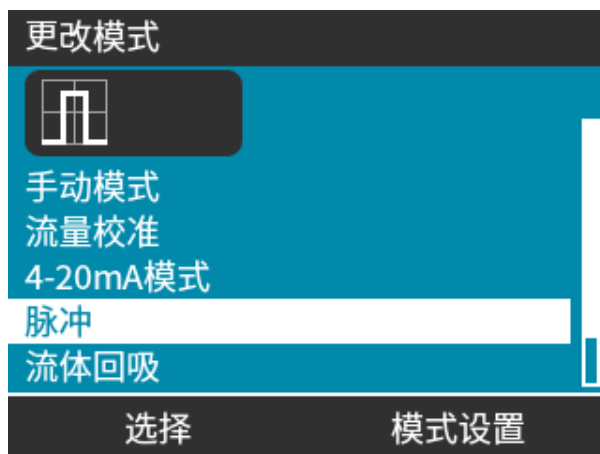 更改模式
手动模式
流量校准
4-20mA模式
脉冲
流体回吸
选择 模式设置